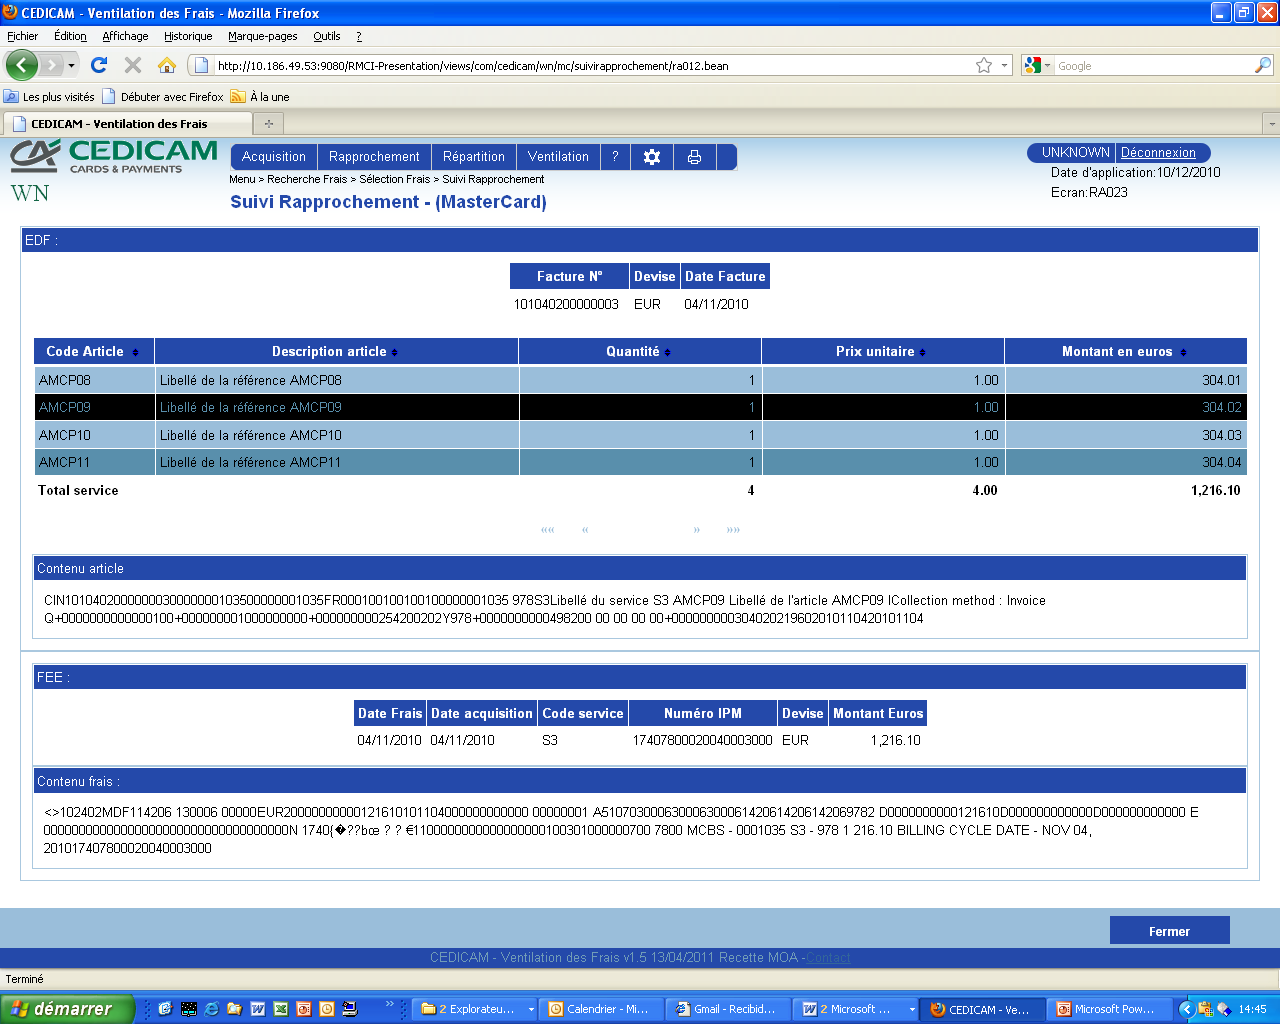 CEDICAM - Ventilation des Frais - Mozilla Firefox
Fichier Édition Affichage Historique Marque-pages Outils ?
http://10.186.49.53:9080/RMCI-Presentation/views/com/cedicam/wn/mc/suivirapprochement/ra012.bean
Google
Les plus visités Débuter avec Firefox À la une
CEDICAM - Ventilation des Frais
CEDICAM
CARDS & PAYMENTS
WN
Acquisition Rapprochement Répartition Ventilation ?
UNKNOWN Déconnexion
Menu > Recherche Frais > Sélection Frais > Suivi Rapprochement
Date d'application:10/12/2010
Ecran:RA023
Suivi Rapprochement - (MasterCard)
EDF :
Facture N° Devise Date Facture
101040200000003 EUR 04/11/2010
Code Article Description article Quantité Prix unitaire Montant en euros
AMCP08 Libellé de la référence AMCP08 1 1.00 304.01
AMCP09 Libellé de la référence AMCP09 1 1.00 304.02
AMCP10 Libellé de la référence AMCP10 1 1.00 304.03
AMCP11 Libellé de la référence AMCP11 1 1.00 304.04
Total service 4 4.00 1,216.10
«« « » »»
Contenu article
CIN1010402000000030000000103500000001035FR000100100100100000001035 978S3Libellé du service S3 AMCP09 Libellé de l'article AMCP09 ICollection method : Invoice
Q+0000000000000100+000000001000000000+000000000254200202Y978+0000000000498200 00 00 00 00+0000000003040202196020101104 20101104
FEE :
Date Frais Date acquisition Code service Numéro IPM Devise Montant Euros
04/11/2010 04/11/2010 S3 17407800020040003000 EUR 1,216.10
Contenu frais :
<>102402MDF114206 130006 00000EUR2000000000012161010110400000000000 00000001 A510703000630006300061420614206142069782 D0000000000121610D000000000000D000000000000 E
0000000000000000000000000000000000N 1740{�??bœ ? ? €11000000000000000000100301000000700 7800 MCBS - 0001035 S3 - 978 1 216.10 BILLING CYCLE DATE - NOV 04,
201017407800020040003000
Fermer
CEDICAM - Ventilation des Frais v1.5 13/04/2011 Recette MOA -Contact
Terminé
démarrer
2 Explorateu... Calendrier - Mi... Gmail - Recibid... 2 Microsoft ... CEDICAM - Ve... Microsoft Pow... 14:45